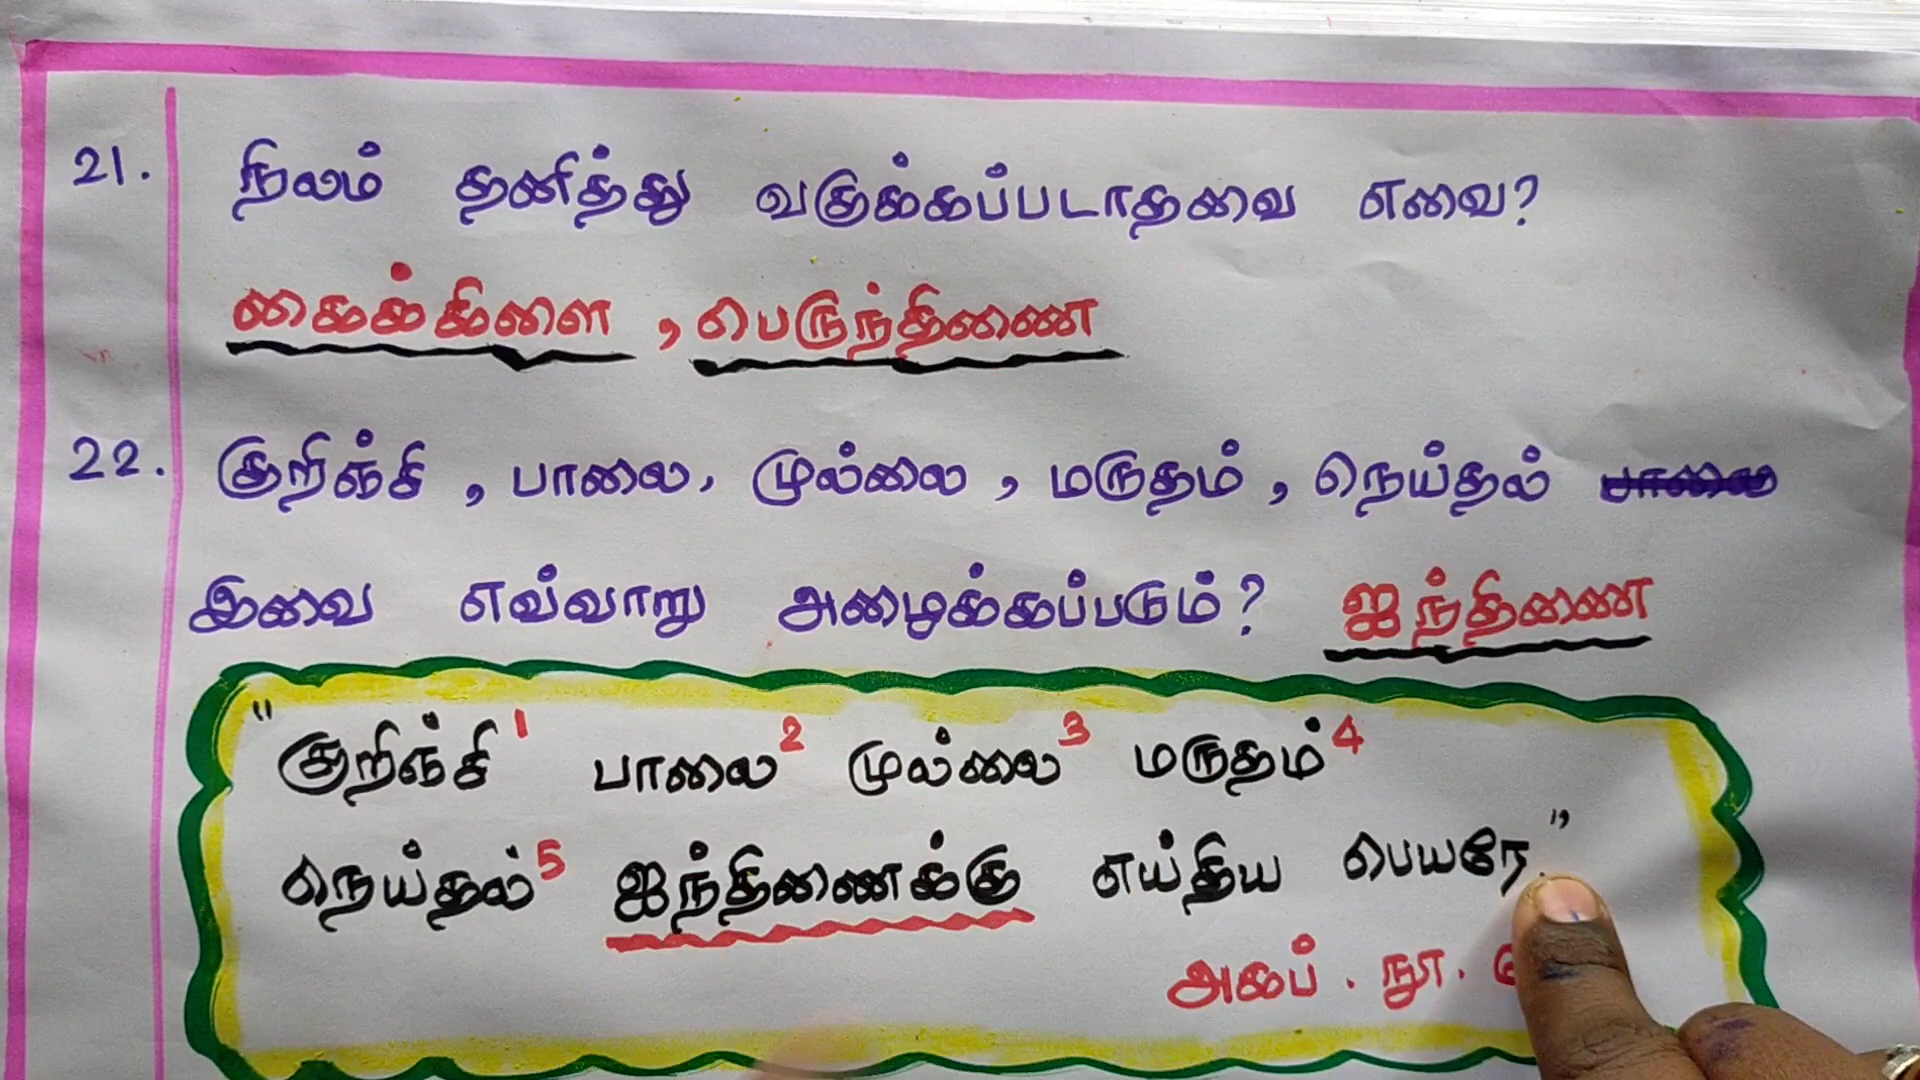 21. நிலம் தனித்து வகுக்கப்படாதவை எவை?
கைக்கிளை , பெருந்திணை
22. குறிஞ்சி , பாலை, முல்லை , மருதம் , நெய்தல் பாலை
இவை எவ்வாறு அழைக்கப்படும்? ஐந்திணை
"குறிஞ்சி 1 பாலை 2 முல்லை 3 மருதம் 4
நெய்தல் 5 ஐந்திணைக்கு எய்திய பெயரே."
அகப் . நூ .